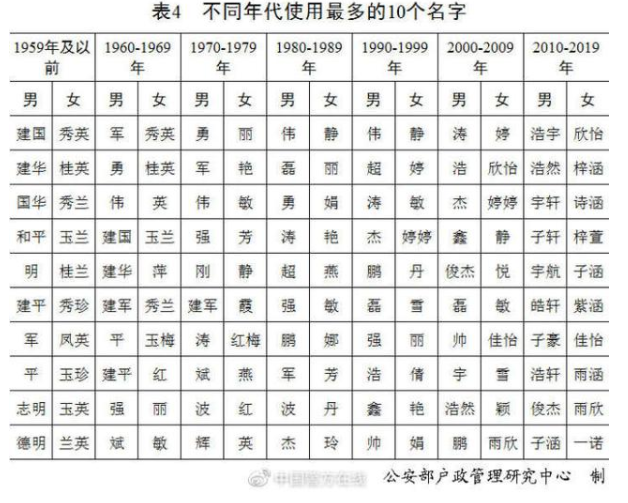 表4 不同年代使用最多的10个名字
1959年及以前 1960-1969年 1970-1979年 1980-1989年 1990-1999年 2000-2009年 2010-2019年
男 女 男 女 男 女 男 女 男 女 男 女 男 女
建国 秀英 军 秀英 勇 丽 伟 静 伟 静 涛 婷 浩宇 欣怡
建华 桂英 勇 桂英 军 艳 磊 丽 超 婷 浩 欣怡 浩然 梓涵
国华 秀兰 伟 英 伟 敏 勇 娟 涛 敏 杰 婷婷 宇轩 诗涵
和平 玉兰 建国 玉兰 强 芳 涛 艳 杰 婷婷 鑫 静 子轩 梓萱
明 桂兰 建华 萍 刚 静 超 燕 鹏 丹 俊杰 悦 宇航 子涵
建平 秀珍 建军 秀兰 建军 霞 强 敏 磊 雪 磊 敏 皓轩 紫涵
军 凤英 平 玉梅 涛 红梅 鹏 娜 强 丽 帅 佳怡 子豪 佳怡
平 玉珍 建平 红 斌 燕 军 芳 浩 倩 宇 雪 浩轩 雨涵
志明 玉英 强 丽 波 红 波 丹 鑫 艳 浩然 颖 俊杰 雨欣
德明 兰英 斌 敏 辉 英 杰 玲 帅 娟 鹏 雨欣 子涵 一诺
中国警方在线 公安部户政管理研究中心 制